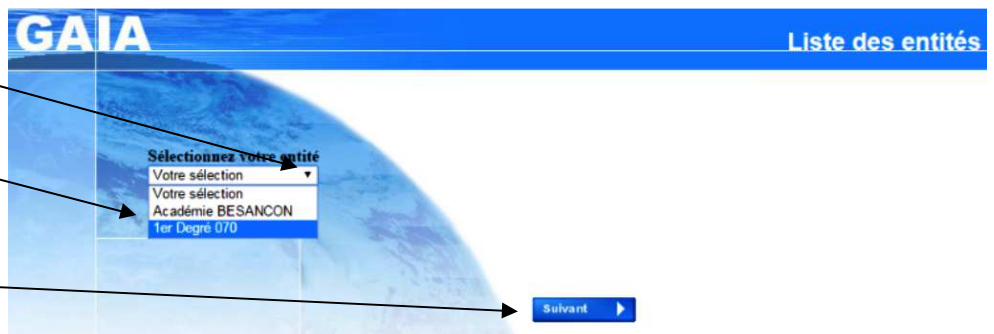 GAIA
Liste des entités
Sélectionnez votre entité
Votre sélection
Votre sélection
Académie BESANCON
1er Degré 070
Suivant